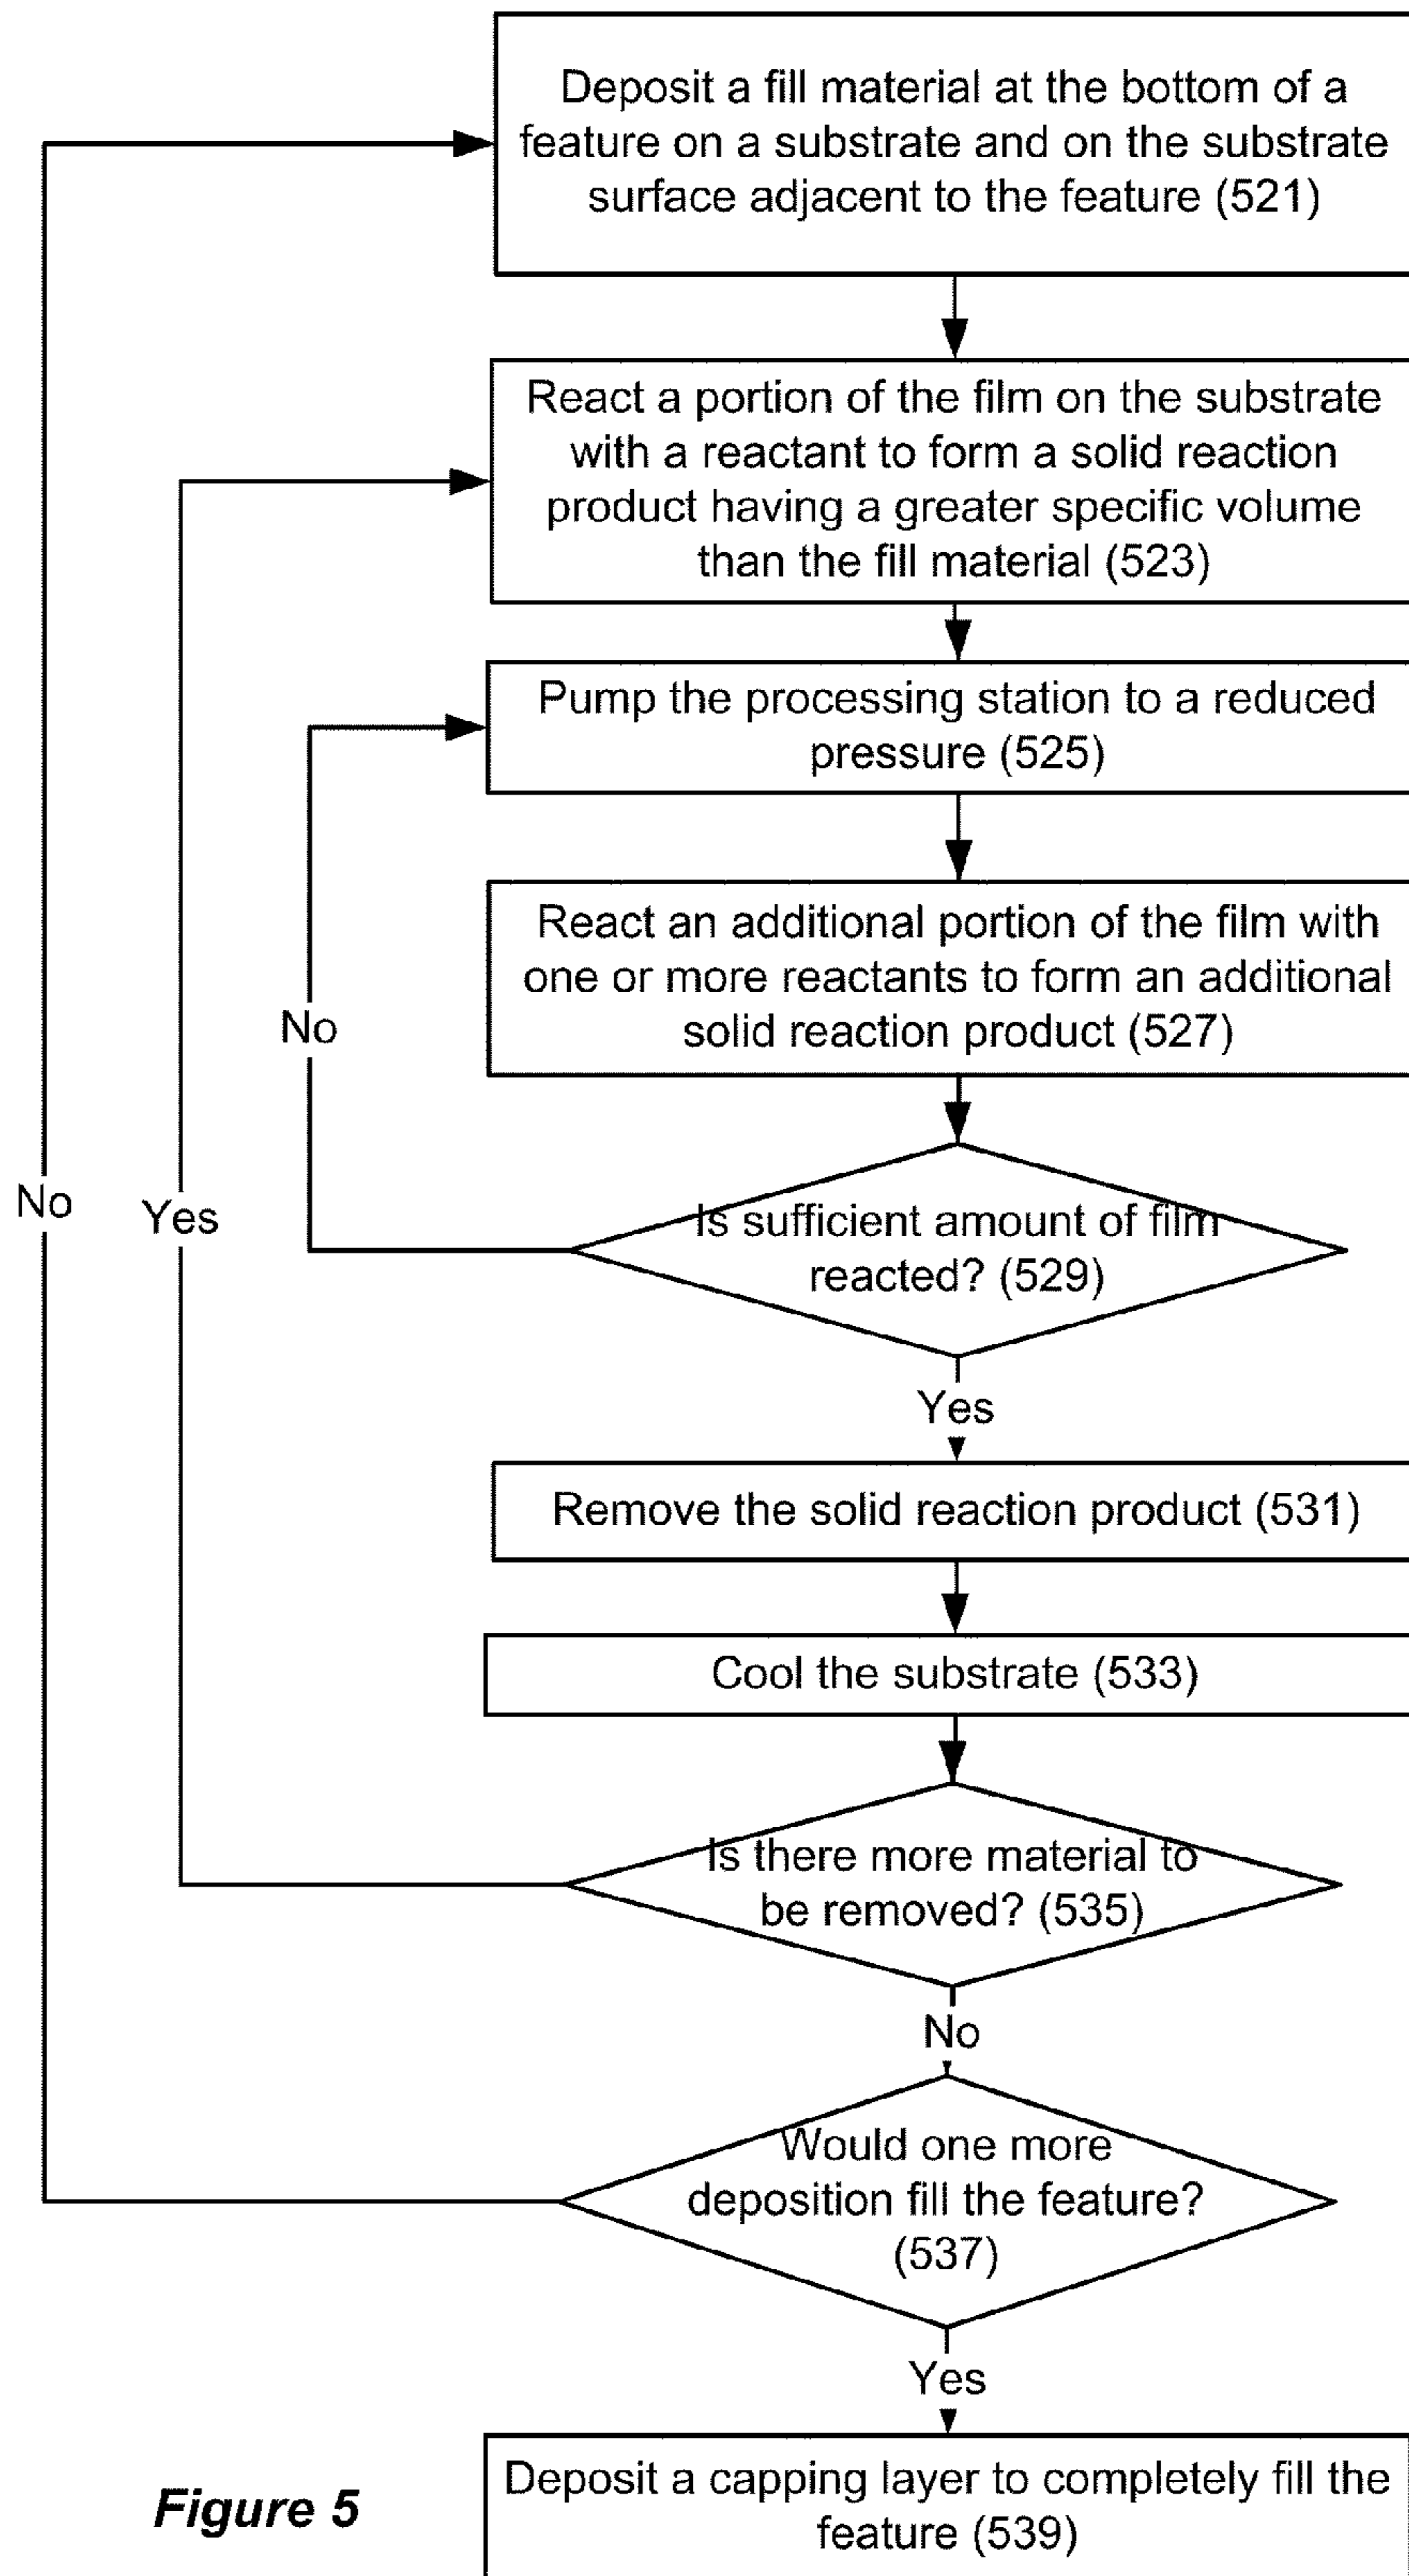 Deposit a fill material at the bottom of a
feature on a substrate and on the substrate
surface adjacent to the feature (521)
React a portion of the film on the substrate
with a reactant to form a solid reaction
product having a greater specific volume
than the fill material (523)
Pump the processing station to a reduced
pressure (525)
React an additional portion of the film with
one or more reactants to form an additional
solid reaction product (527)
No
No
Yes
Is sufficient amount of film
reacted? (529)
Yes
Remove the solid reaction product (531)
Cool the substrate (533)
Is there more material to
be removed? (535)
No
Would one more
deposition fill the feature?
(537)
Yes
Deposit a capping layer to completely fill the
feature (539)
Figure 5